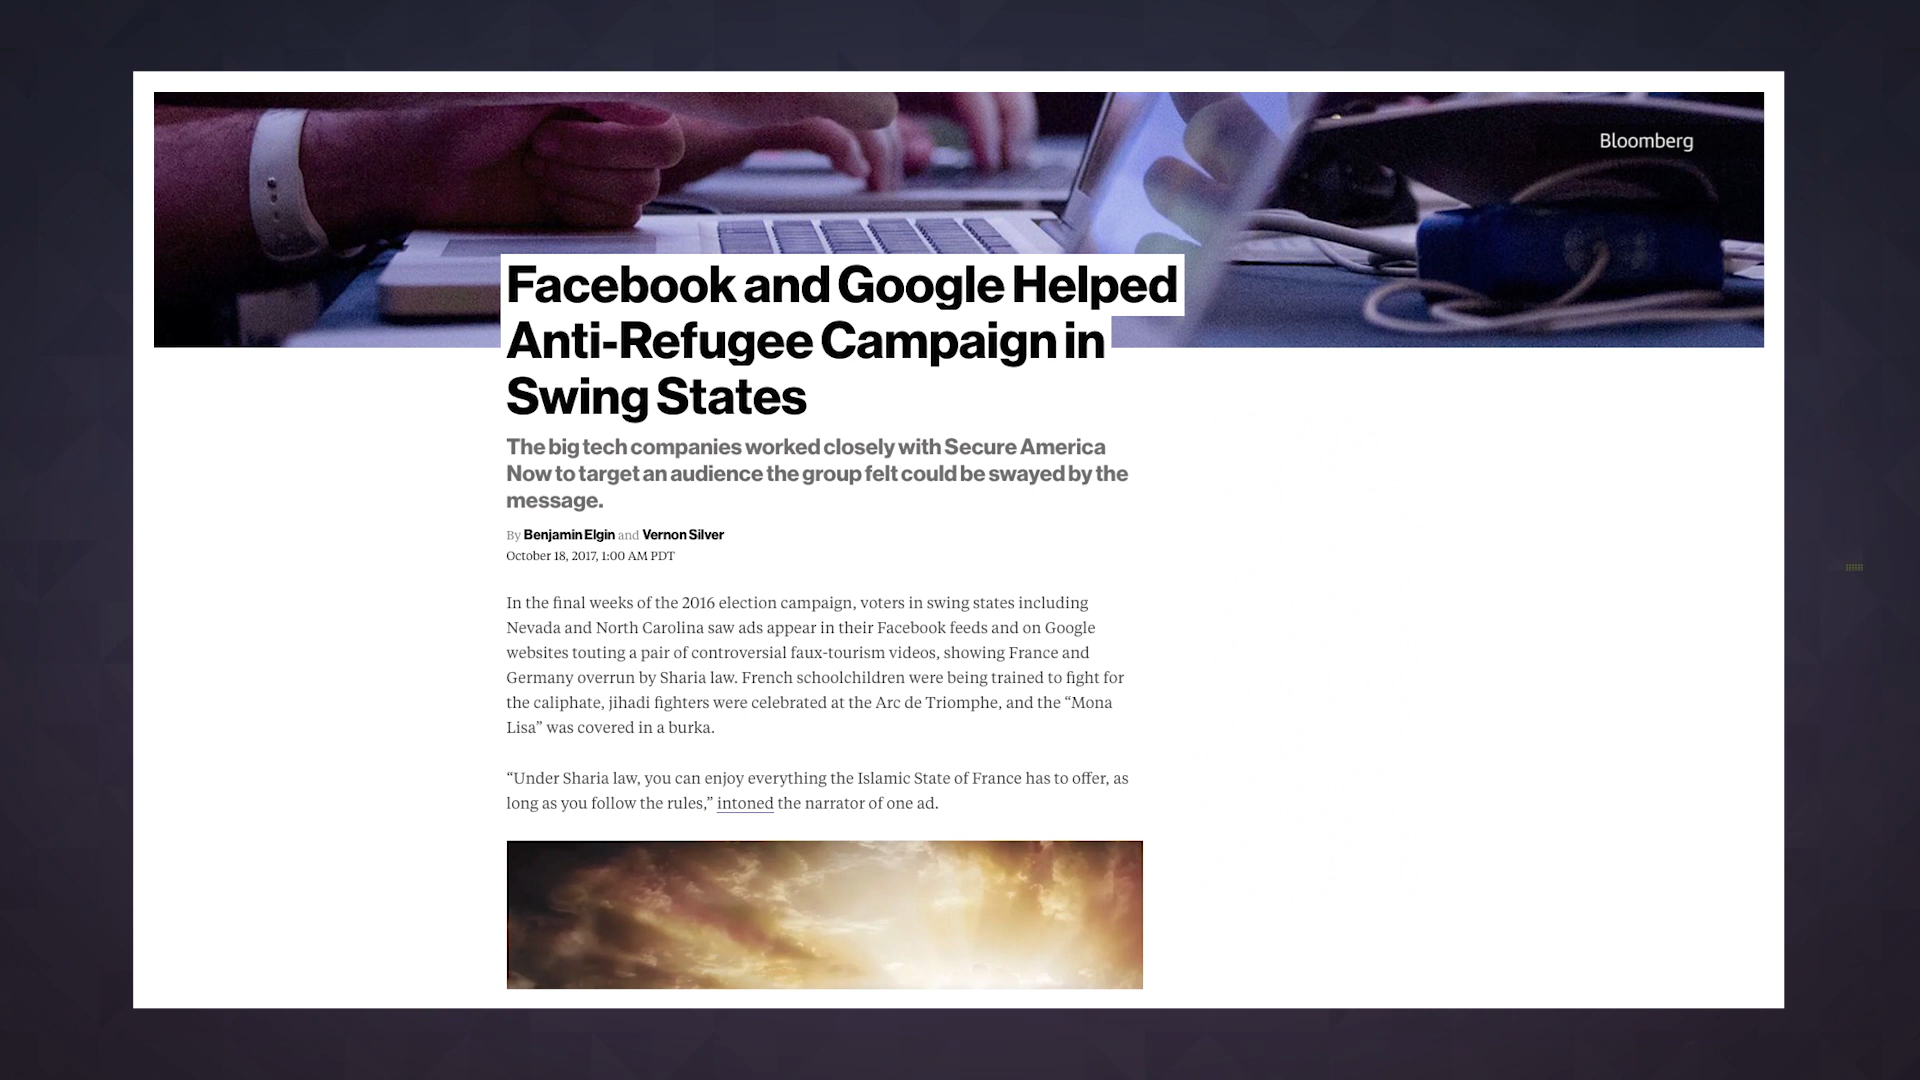 Bloomberg
Facebook and Google Helped
Anti-Refugee Campaign in
Swing States
The big tech companies worked closely with Secure America
Now to target an audience the group felt could be swayed by the
message.
By Benjamin Elgin and Vernon Silver
October 18, 2017, 1:00 AM PDT
In the final weeks of the 2016 election campaign, voters in swing states including
Nevada and North Carolina saw ads appear in their Facebook feeds and on Google
websites touting a pair of controversial faux-tourism videos, showing France and
Germany overrun by Sharia law. French schoolchildren were being trained to fight for
the caliphate, jihadi fighters were celebrated at the Arc de Triomphe, and the “Mona
Lisa” was covered in a burka.
“Under Sharia law, you can enjoy everything the Islamic State of France has to offer, as
long as you follow the rules,” intoned the narrator of one ad.